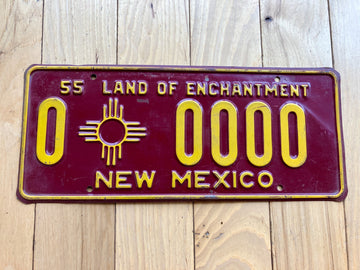 55 LAND OF ENCHANTMENT
0 0000
NEW MEXICO